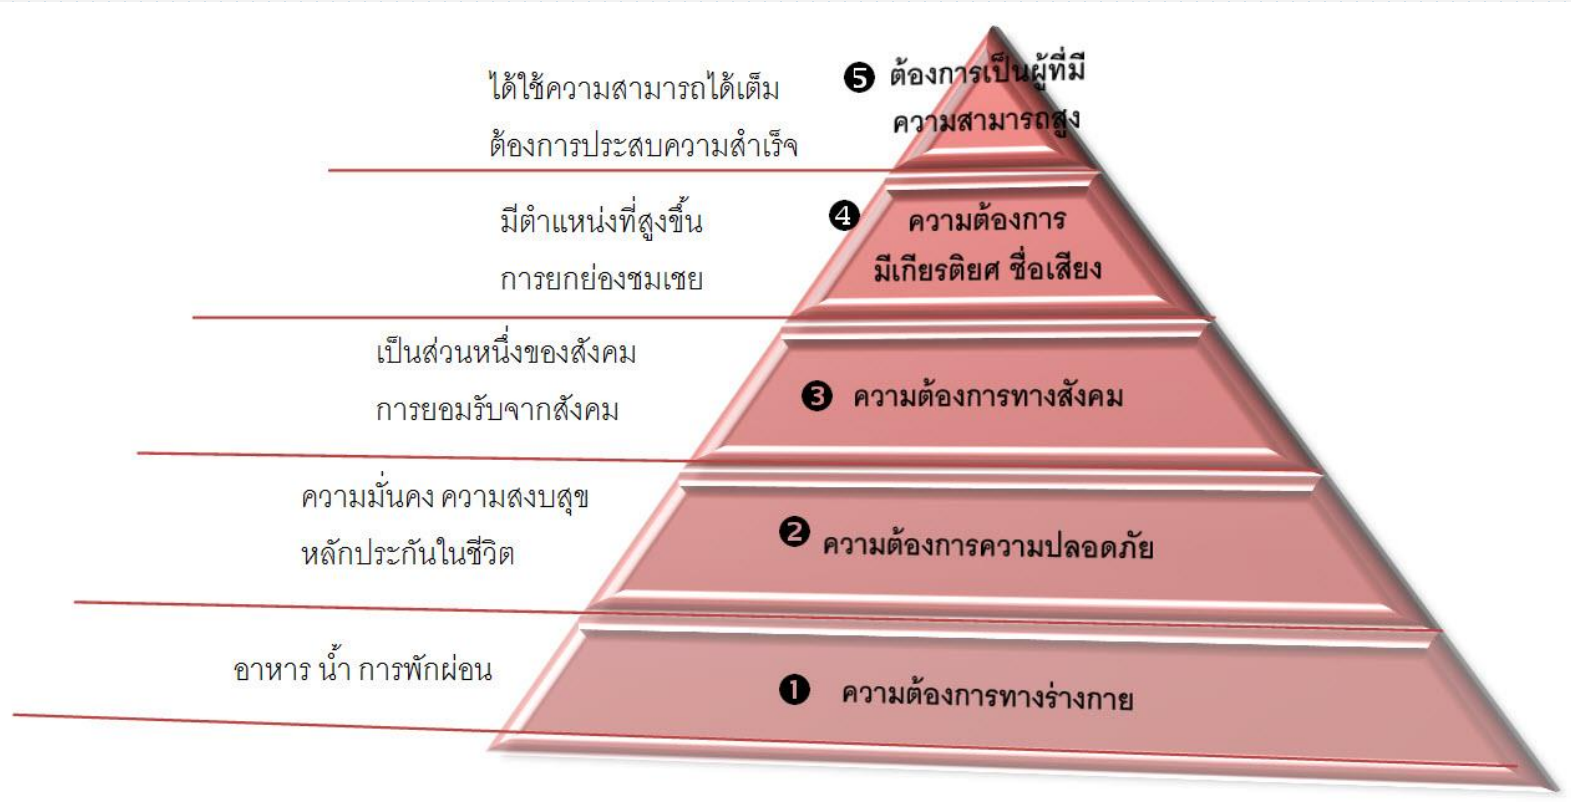 ได้ใช้ความสามารถได้เต็ม
ต้องการประสบความสำเร็จ
❺ ต้องการเป็นผู้ที่มี
ความสามารถสูง
มีตำแหน่งที่สูงขึ้น
การยกย่องชมเชย
❹ ความต้องการ
มีเกียรติยศ ชื่อเสียง
เป็นส่วนหนึ่งของสังคม
การยอมรับจากสังคม
❸ ความต้องการทางสังคม
ความมั่นคง ความสงบสุข
หลักประกันในชีวิต
❷ ความต้องการความปลอดภัย
อาหาร น้ำ การพักผ่อน
❶ ความต้องการทางร่างกาย